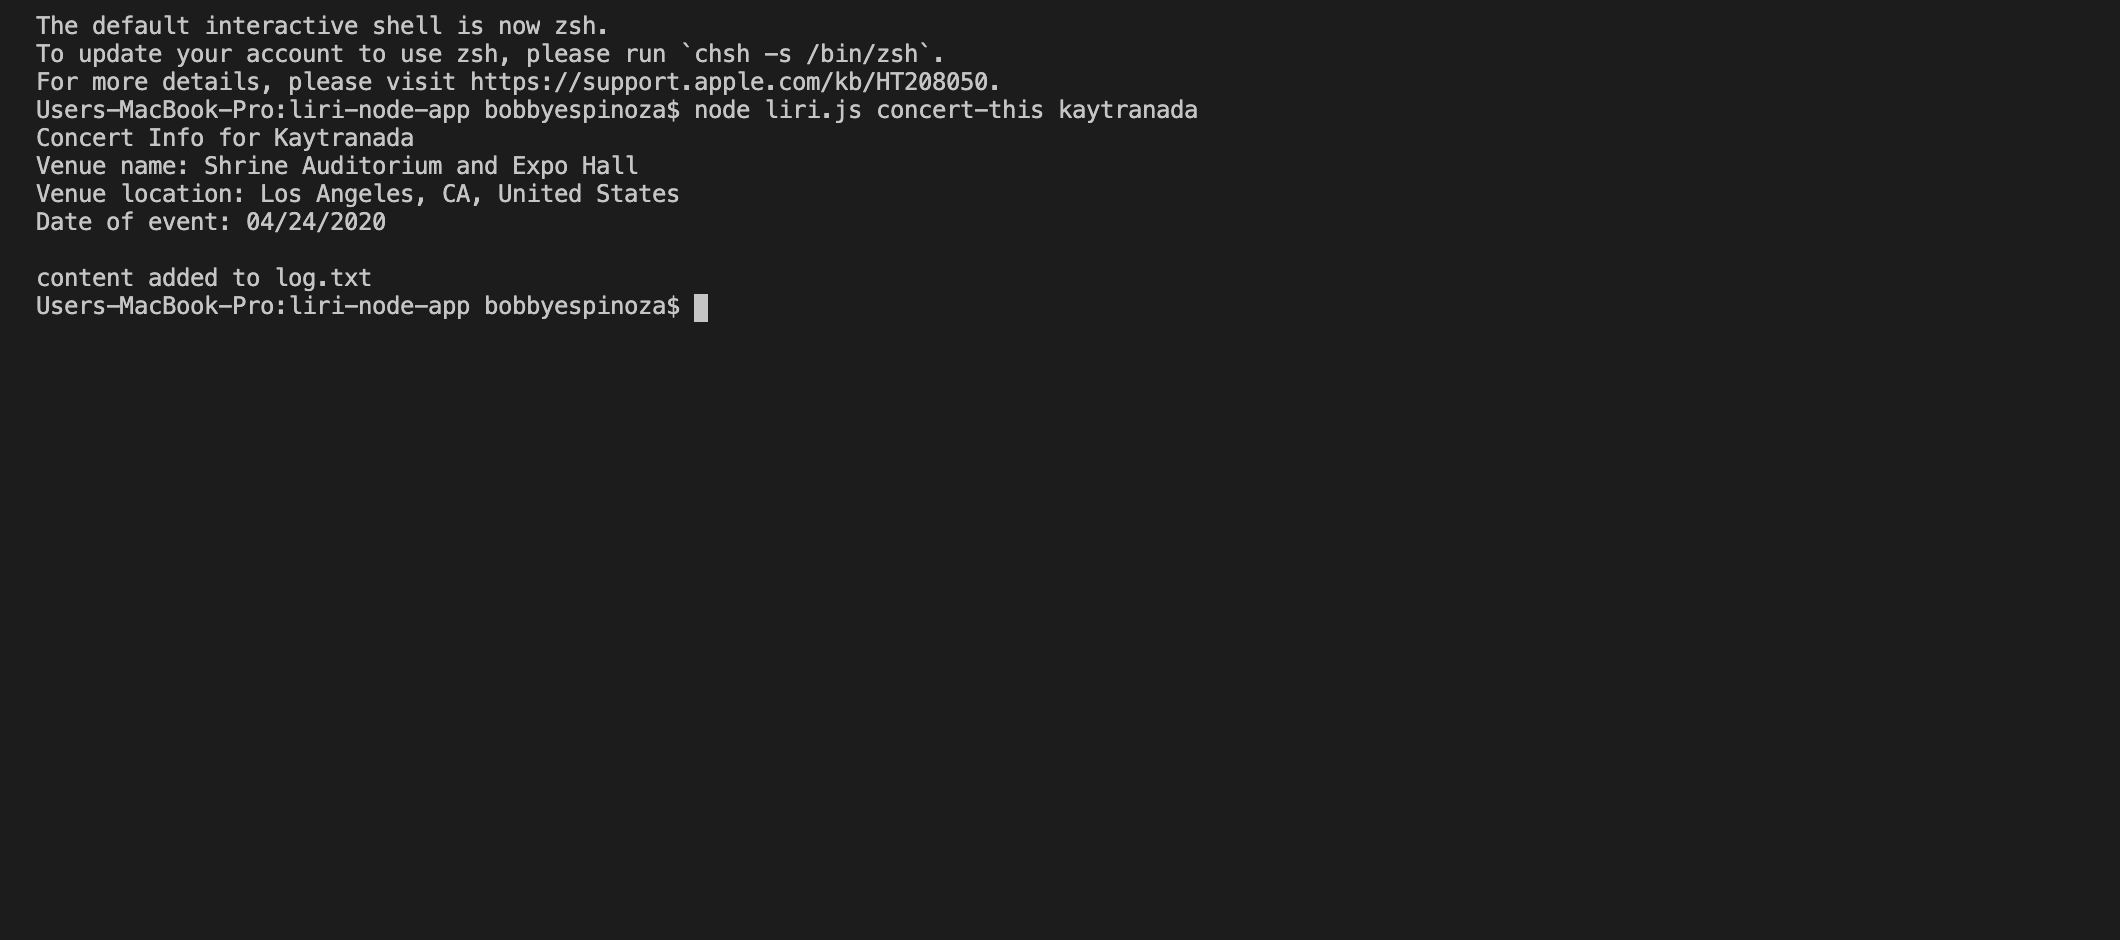 The default interactive shell is now zsh.
To update your account to use zsh, please run `chsh -s /bin/zsh`.
For more details, please visit https://support.apple.com/kb/HT208050.
Users-MacBook-Pro:liri-node-app bobbyespinoza$ node liri.js concert-this kaytranada
Concert Info for Kaytranada
Venue name: Shrine Auditorium and Expo Hall
Venue location: Los Angeles, CA, United States
Date of event: 04/24/2020
content added to log.txt
Users-MacBook-Pro:liri-node-app bobbyespinoza$